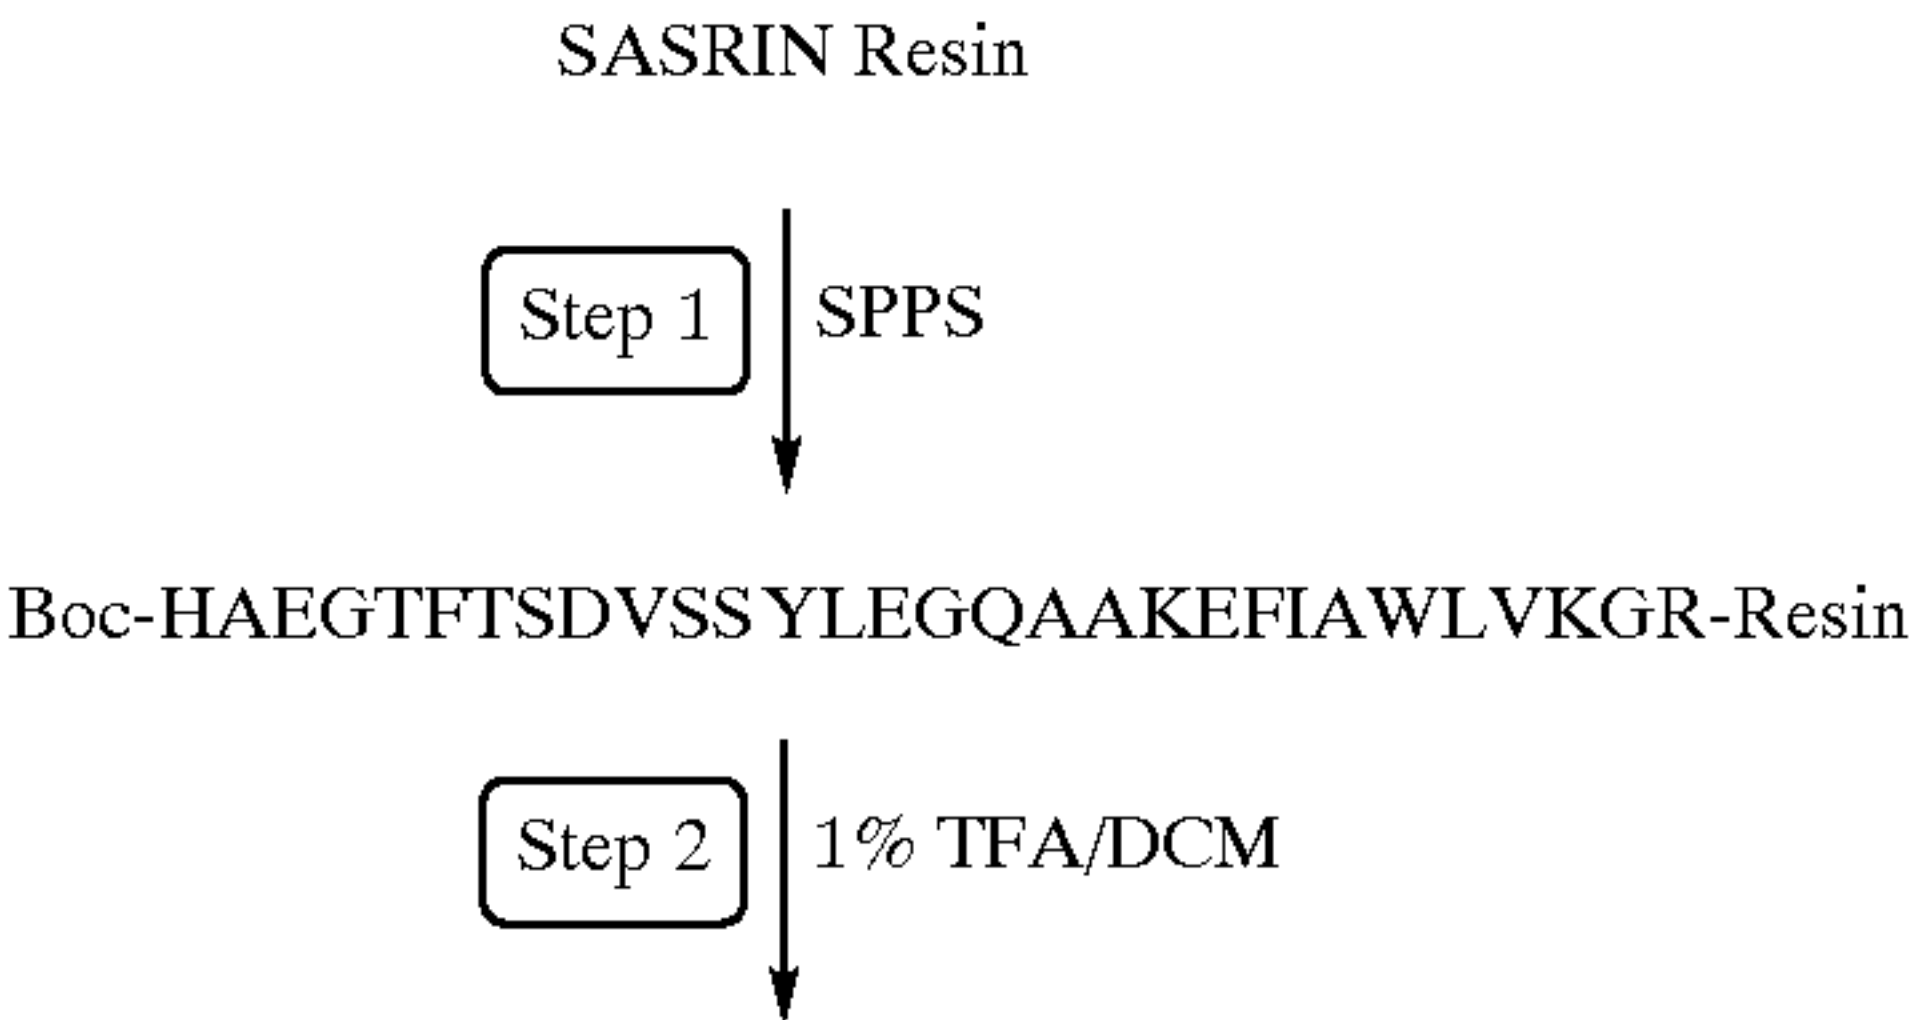 SASRIN Resin
Step 1
SPPS
Boc-HAEGTFTSDVSSYLEGQAAKEFIAWLVKGR-Resin
Step 2
1% TFA/DCM